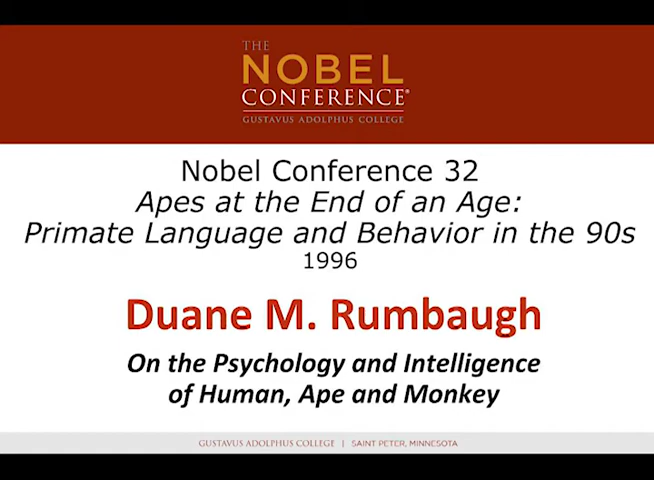 THE
NOBEL
CONFERENCE®
GUSTAVUS ADOLPHUS COLLEGE
Nobel Conference 32
Apes at the End of an Age:
Primate Language and Behavior in the 90s
1996
Duane M. Rumbaugh
On the Psychology and Intelligence
of Human, Ape and Monkey
GUSTAVUS ADOLPHUS COLLEGE | SAINT PETER, MINNESOTA